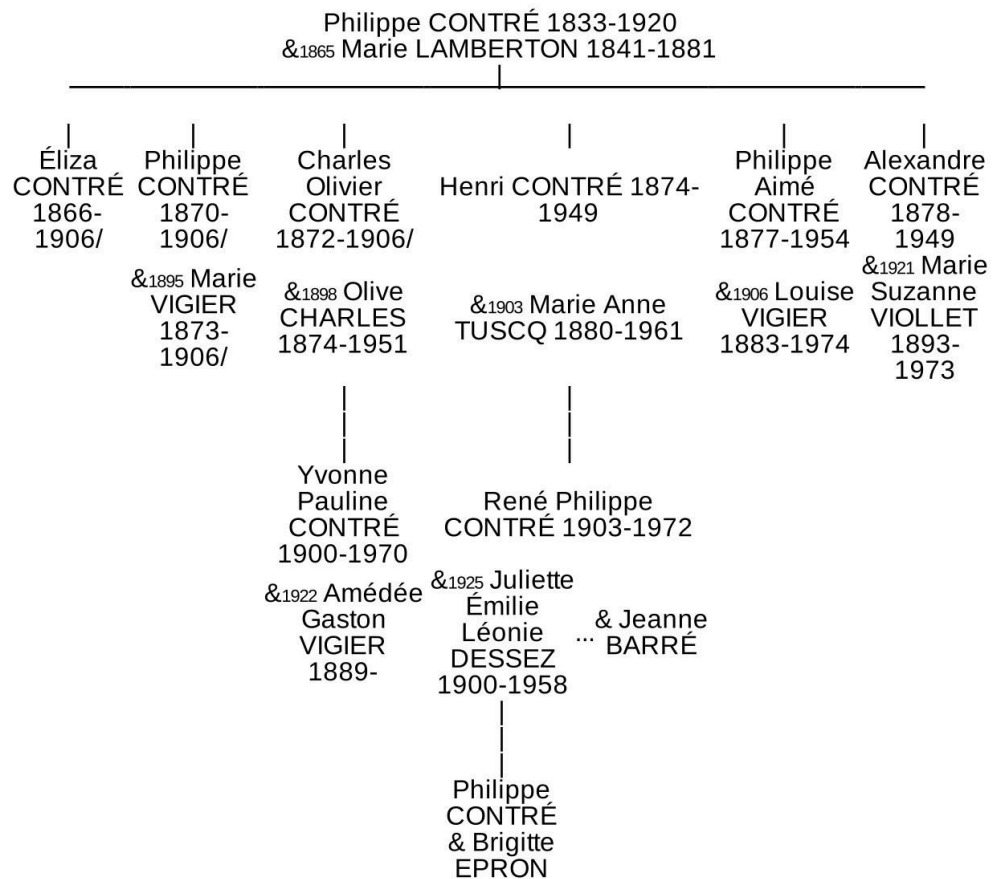 Philippe CONTRÉ 1833-1920
&1865 Marie LAMBERTON 1841-1881
Éliza
CONTRÉ
1866-
1906/
Philippe
CONTRÉ
1870-
1906/
&1895 Marie
VIGIER
1873-
1906/
Charles
Olivier
CONTRÉ
1872-1906/
&1898 Olive
CHARLES
1874-1951
Henri CONTRÉ 1874-
1949
&1903 Marie Anne
TUSCQ 1880-1961
Philippe
Aimé
CONTRÉ
1877-1954
&1906 Louise
VIGIER
1883-1974
Alexandre
CONTRÉ
1878-
1949
&1921 Marie
Suzanne
VIOLLET
1893-
1973
Yvonne
Pauline
CONTRÉ
1900-1970
&1922 Amédée
Gaston
VIGIER
1889-
René Philippe
CONTRÉ 1903-1972
&1925 Juliette
Émilie
Léonie
DESSEZ
1900-1958
...
& Jeanne
BARRÉ
Philippe
CONTRÉ
& Brigitte
EPRON